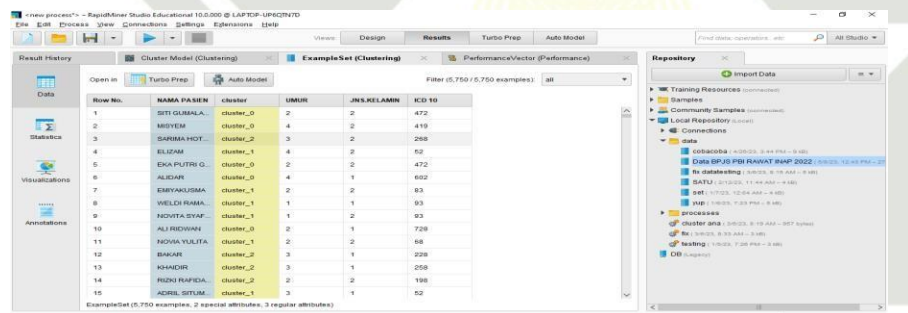 <new process*> – RapidMiner Studio Educational 10.0.000 @ LAPTOP-UP6QTN7D
File Edit Process View Connections Settings Extensions Help
Views: Design Results Turbo Prep Auto Model Find data, operators...etc All Studio
Result History Cluster Model (Clustering) ExampleSet (Clustering) PerformanceVector (Performance) Repository
Open in Turbo Prep Auto Model Filter (5,750 / 5,750 examples): all
Data
Statistics
Visualizations
Annotations
Row No. NAMA PASIEN cluster UMUR JNS.KELAMIN ICD 10
1 SITI GUMALA... cluster_0 2 2 472
2 MISYEM cluster_0 4 2 419
3 SARIMA HOT... cluster_2 3 2 268
4 ELIZAM cluster_1 4 2 52
5 EKA PUTRI G... cluster_0 2 2 472
6 ALIDAR cluster_0 4 1 602
7 EMIYAKUSMA cluster_1 2 2 83
8 WELDI RAMA... cluster_1 1 1 93
9 NOVITA SYAF... cluster_1 1 2 93
10 ALI RIDWAN cluster_0 2 1 728
11 NOVIA YULITA cluster_1 2 2 68
12 BAKAR cluster_2 3 1 228
13 KHAIDIR cluster_2 3 1 258
14 RIZKI RAFIDA... cluster_2 2 2 198
15 ADRIL SITUM... cluster_1 3 1 52
ExampleSet (5,750 examples, 2 special attributes, 3 regular attributes)
Import Data
Training Resources (connected)
Samples
Community Samples (connected)
Local Repository (Local)
Connections
data
cobacoba
Data BPJS PBI RAWAT INAP 2022
fix datatesting
SATU
set
yup
processes
cluster ana
fix
testing
DB (Legacy)